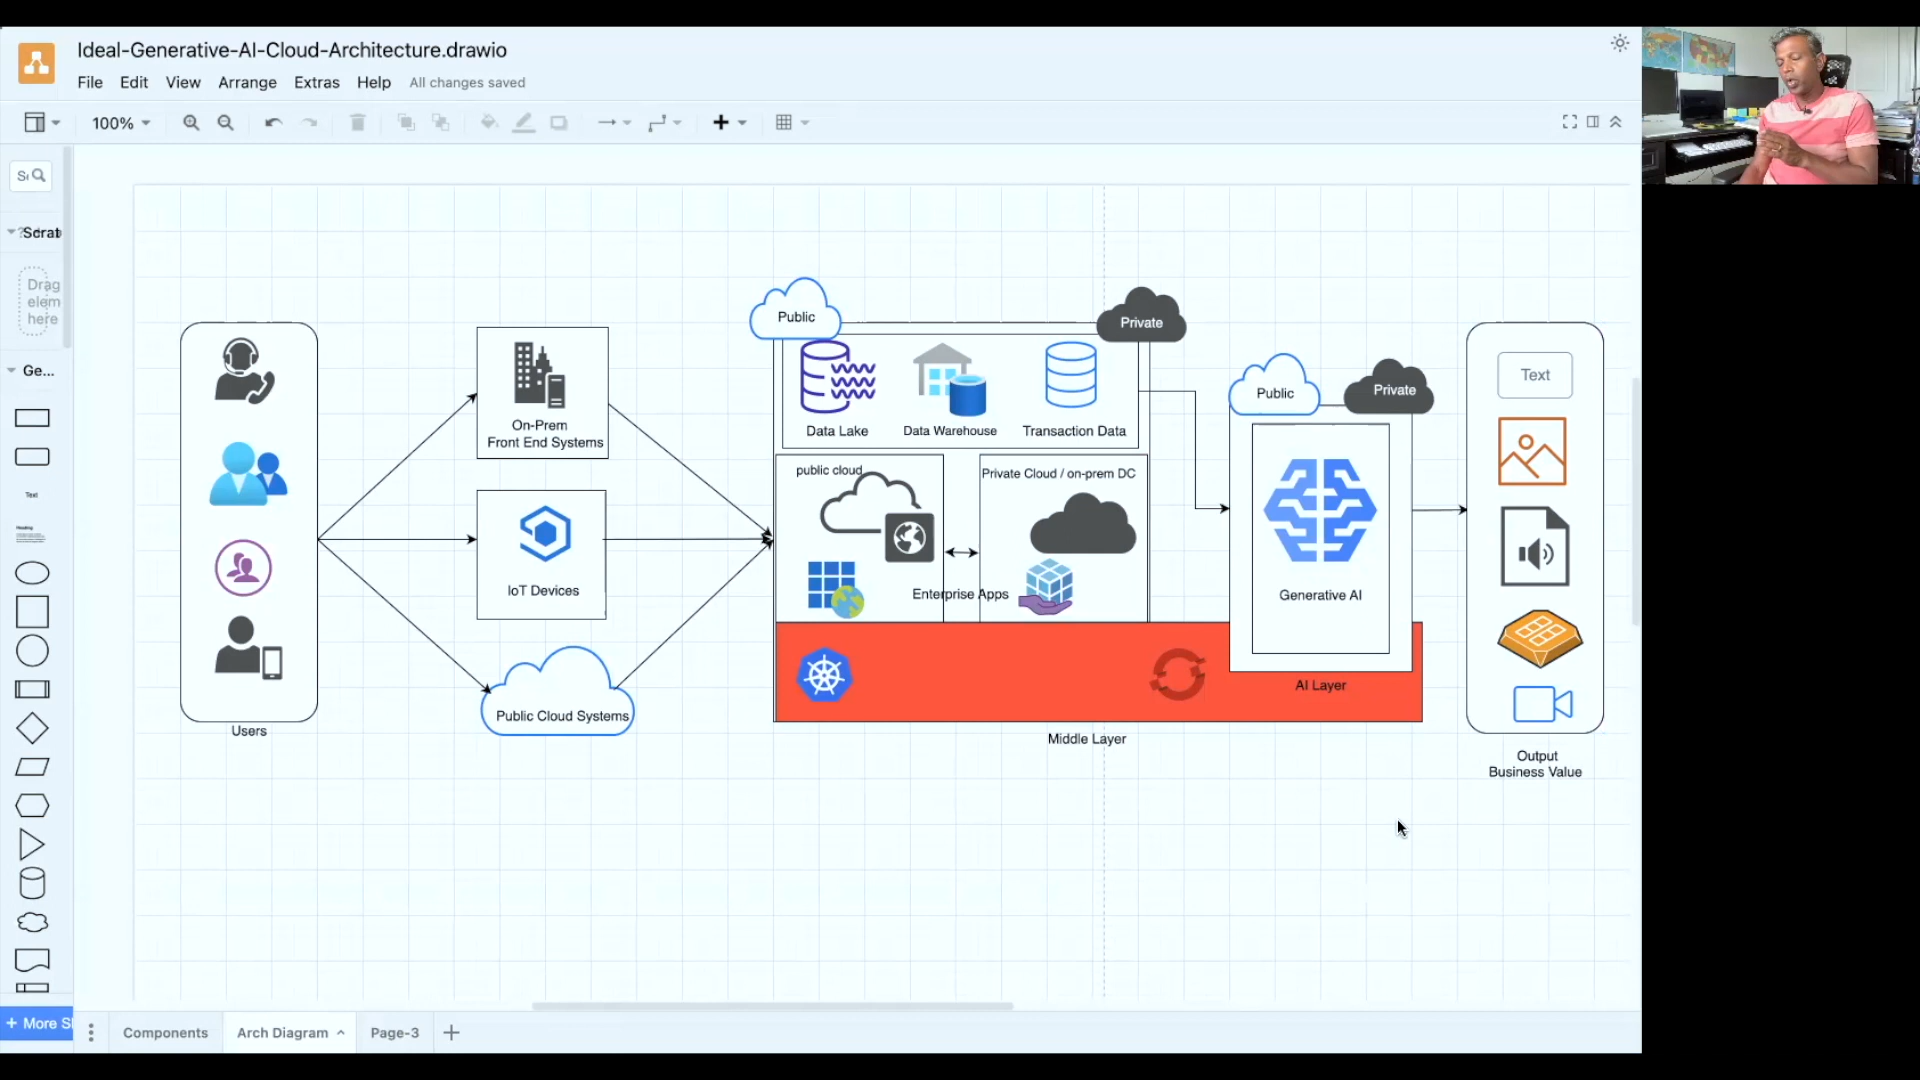 Ideal-Generative-AI-Cloud-Architecture.drawio
File Edit View Arrange Extras Help All changes saved
100%
Scrat
Drag
elem
here
Ge...
Text
Heading
+ More S
Users
On-Prem
Front End Systems
IoT Devices
Public Cloud Systems
Public
Private
Data Lake
Data Warehouse
Transaction Data
public cloud
Private Cloud / on-prem DC
Enterprise Apps
Middle Layer
Public
Private
Generative AI
AI Layer
Text
Output
Business Value
Components
Arch Diagram
Page-3